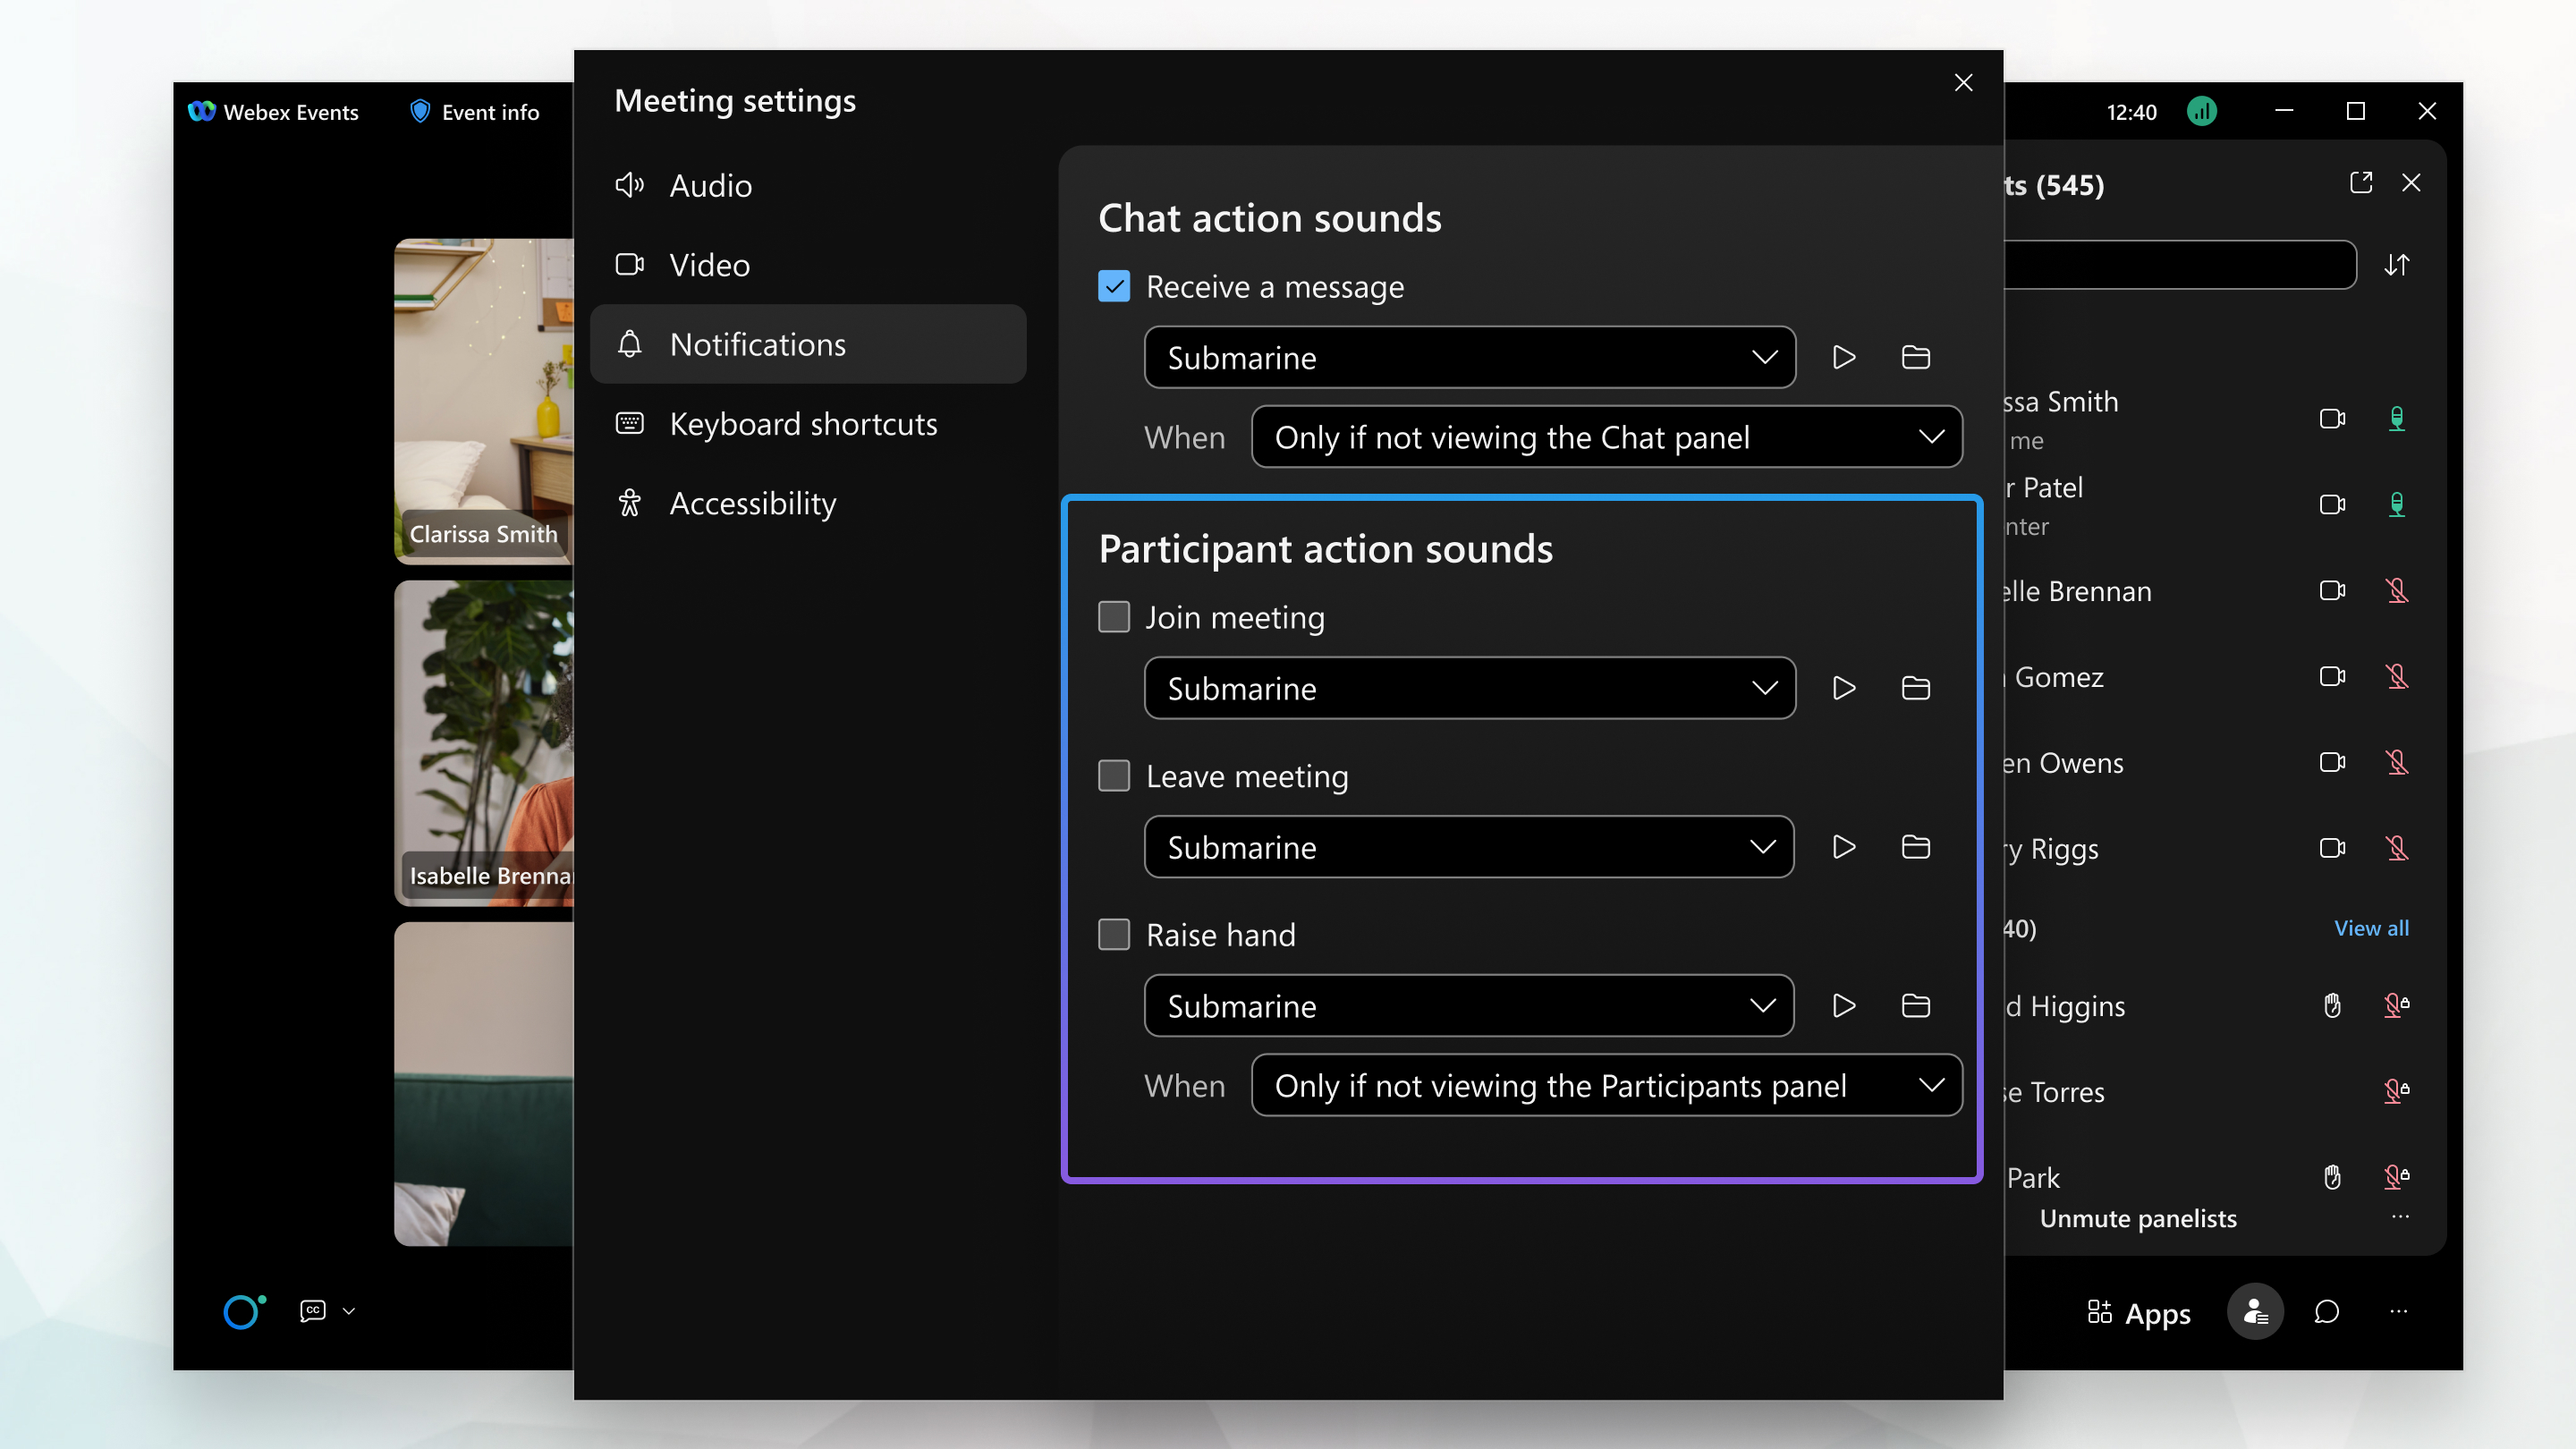 Webex Events
Event info
Clarissa Smith
Isabelle Brenna
Meeting settings
Audio
Video
Notifications
Keyboard shortcuts
Accessibility
Chat action sounds
Receive a message
Submarine
When
Only if not viewing the Chat panel
Participant action sounds
Join meeting
Submarine
Leave meeting
Submarine
Raise hand
Submarine
When
Only if not viewing the Participants panel
12:40
ts (545)
ssa Smith
me
r Patel
nter
elle Brennan
Gomez
en Owens
ry Riggs
40)
View all
d Higgins
se Torres
Park
Unmute panelists
CC
Apps